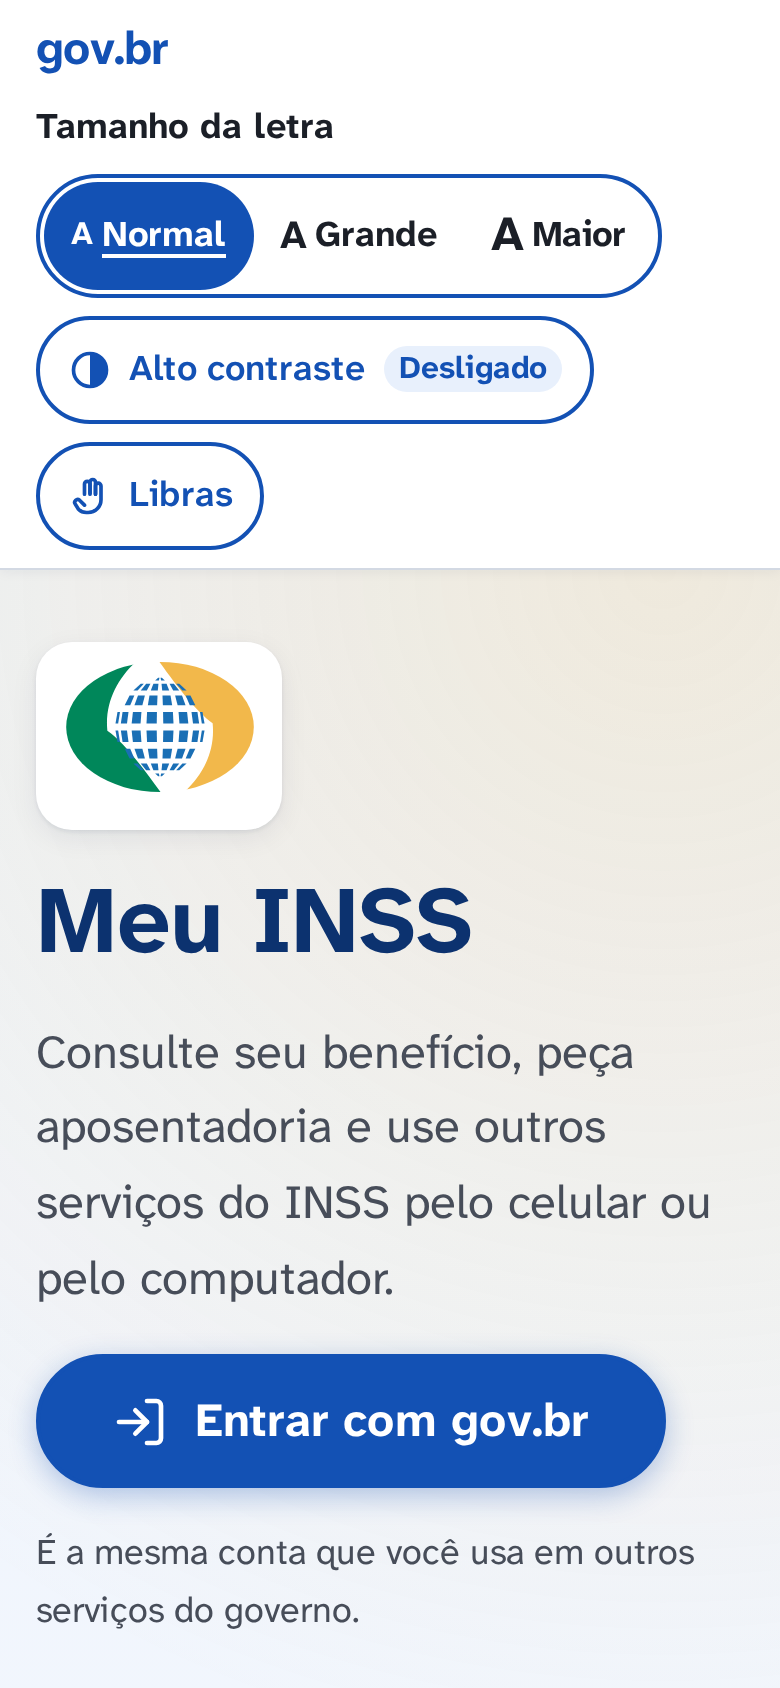 gov.br
Tamanho da letra
A Normal A Grande A Maior
Alto contraste Desligado
Libras
Meu INSS
Consulte seu benefício, peça
aposentadoria e use outros
serviços do INSS pelo celular ou
pelo computador.
Entrar com gov.br
É a mesma conta que você usa em outros
serviços do governo.